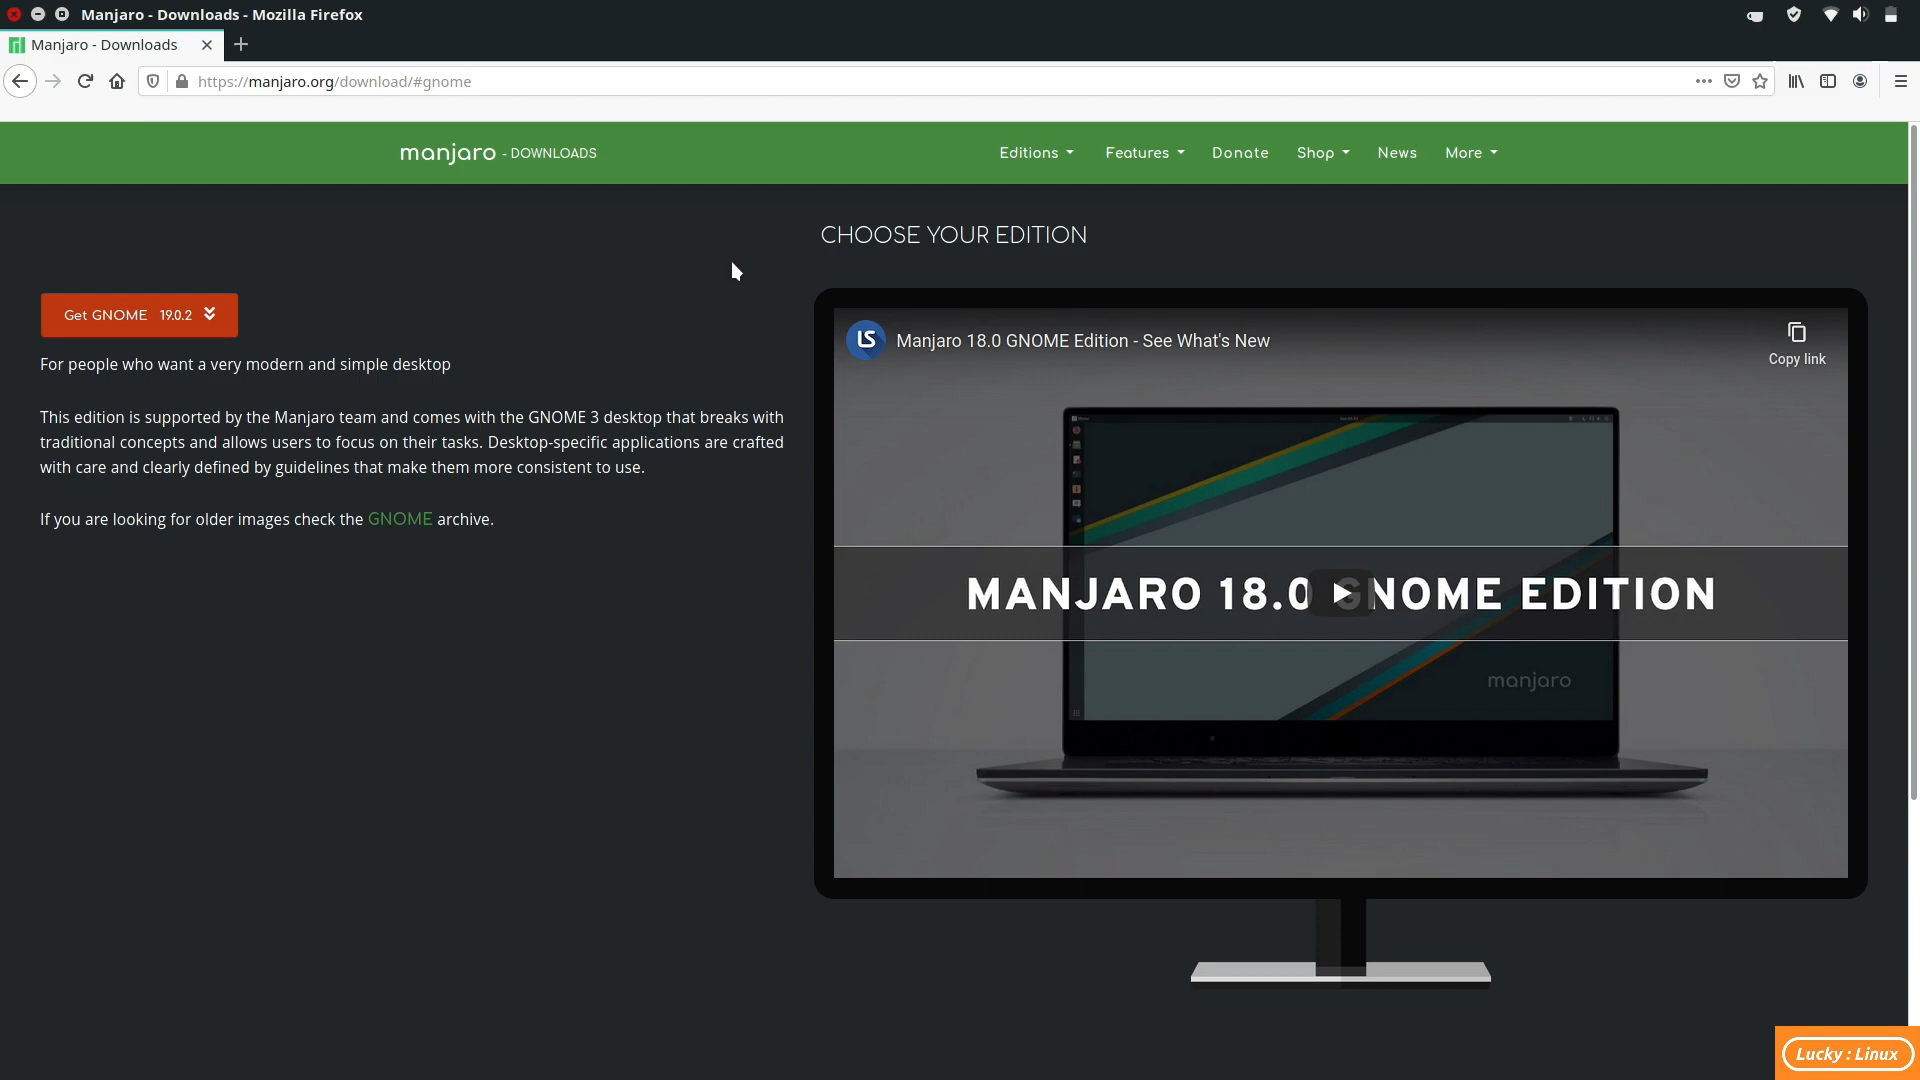 Manjaro - Downloads - Mozilla Firefox
Manjaro - Downloads
https://manjaro.org/download/#gnome
manjaro - DOWNLOADS
Editions
Features
Donate
Shop
News
More
CHOOSE YOUR EDITION
Get GNOME 19.0.2
For people who want a very modern and simple desktop
This edition is supported by the Manjaro team and comes with the GNOME 3 desktop that breaks with
traditional concepts and allows users to focus on their tasks. Desktop-specific applications are crafted
with care and clearly defined by guidelines that make them more consistent to use.
If you are looking for older images check the GNOME archive.
LS
Manjaro 18.0 GNOME Edition - See What's New
Copy link
MANJARO 18.0 GNOME EDITION
manjaro
Lucky : Linux